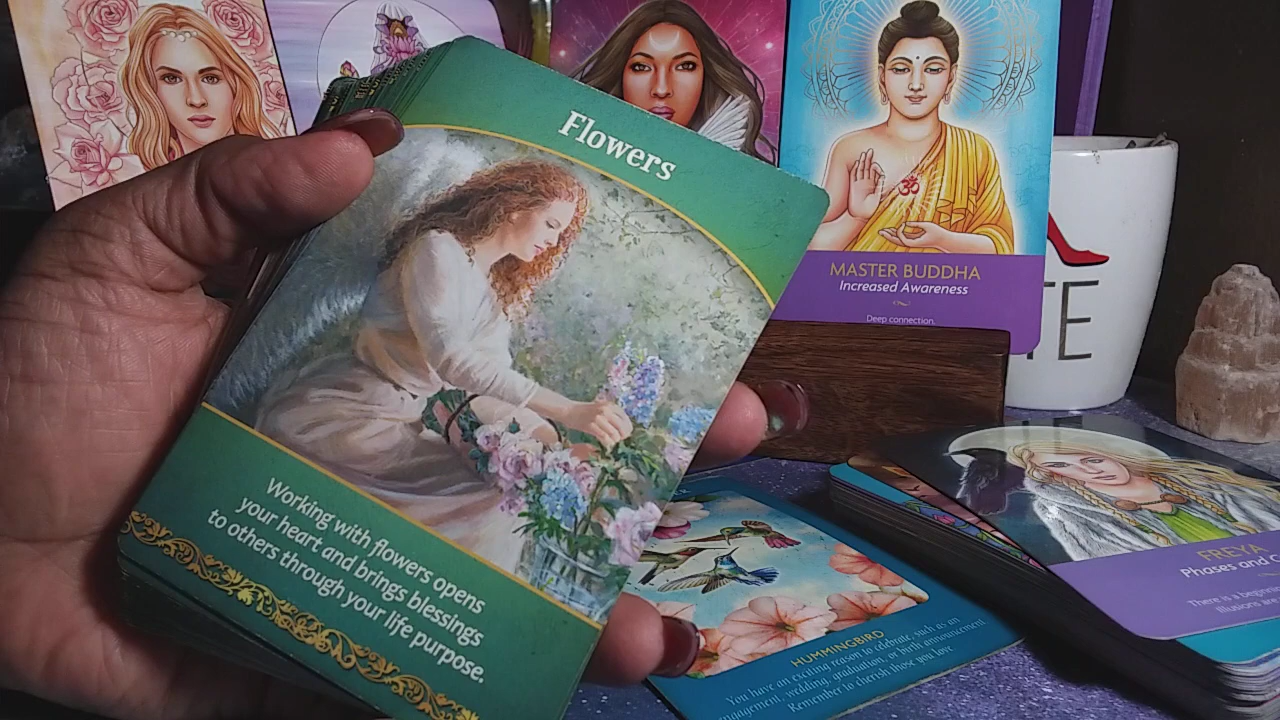 Flowers
Working with flowers opens
your heart and brings blessings
to others through your life purpose.
MASTER BUDDHA
Increased Awareness
Deep connection.
TE
HUMMINGBIRD
You have an exciting reason to celebrate, such as an
engagement, wedding, graduation, or birth announcement
Remember to cherish those you love
FREYA
Phases and
There is a
Illusions